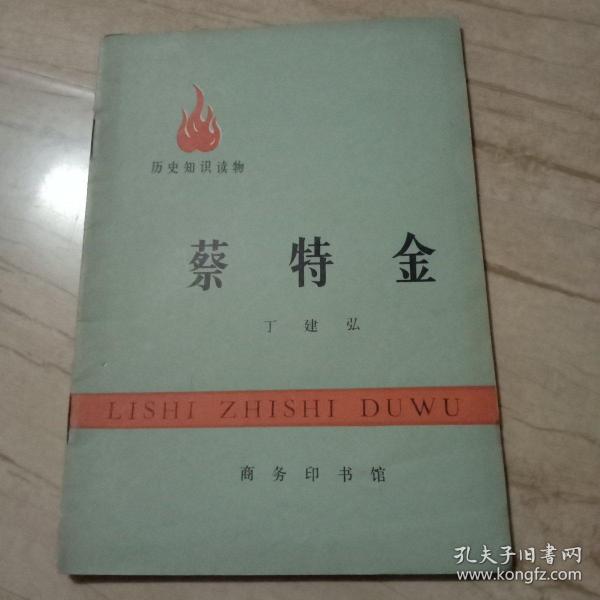 历史知识读物
蔡特金
丁建弘
LISHI ZHISHI DUWU
商务印书馆
孔夫子旧书网
www.kongfz.com